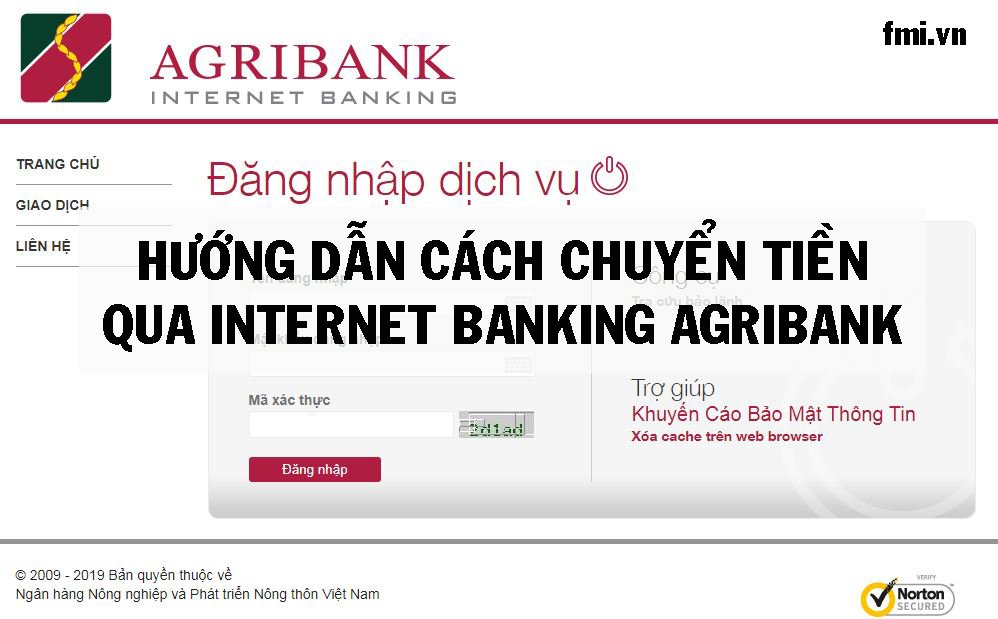 fmi.vn
AGRIBANK
INTERNET BANKING
TRANG CHỦ
GIAO DỊCH
LIÊN HỆ
Đăng nhập dịch vụ
HƯỚNG DẪN CÁCH CHUYỂN TIỀN
QUA INTERNET BANKING AGRIBANK
Tên đăng nhập
Công cụ
Tra cứu bảo lãnh
Mã xác thực
2d1ad
Đăng nhập
Trợ giúp
Khuyến Cáo Bảo Mật Thông Tin
Xóa cache trên web browser
© 2009 - 2019 Bản quyền thuộc về
Ngân hàng Nông nghiệp và Phát triển Nông thôn Việt Nam
VERIFY
Norton
SECURED